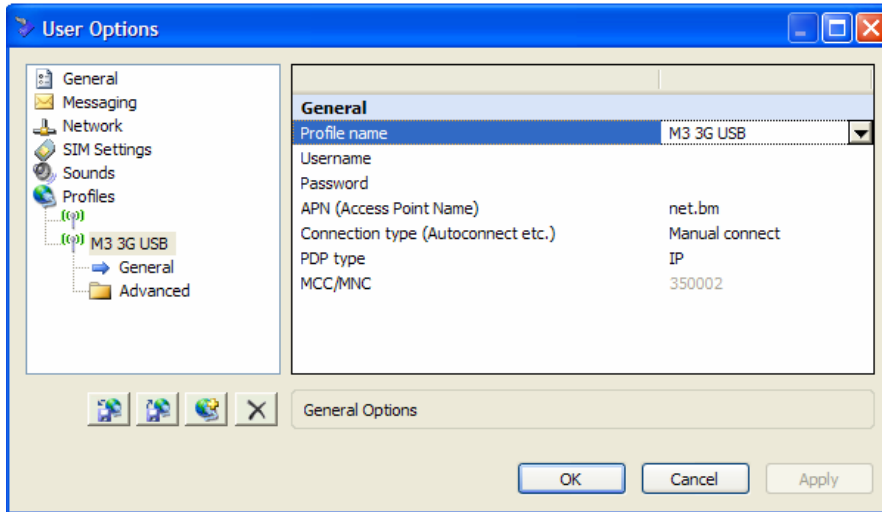 User Options
General
Messaging
Network
SIM Settings
Sounds
Profiles
M3 3G USB
General
Advanced
General
Profile name M3 3G USB
Username
Password
APN (Access Point Name) net.bm
Connection type (Autoconnect etc.) Manual connect
PDP type IP
MCC/MNC 350002
General Options
OK Cancel Apply